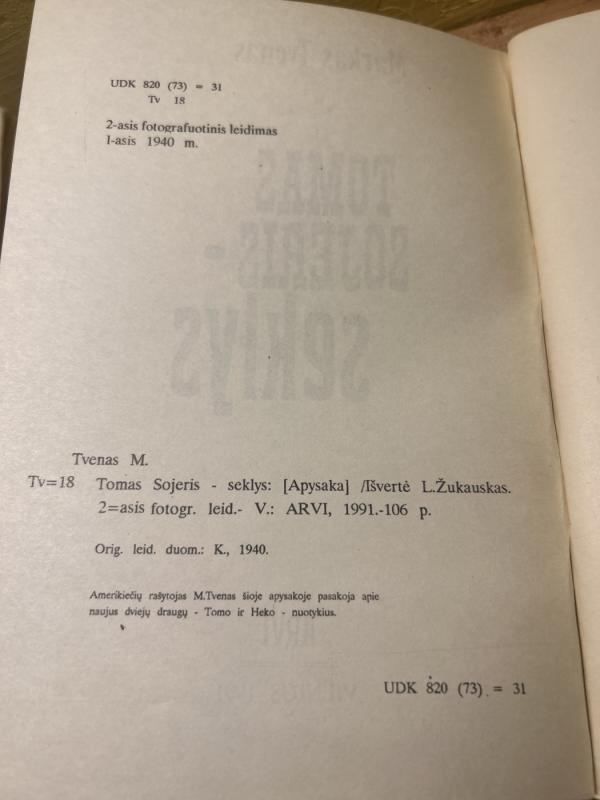 UDK 820 (73) = 31
Tv 18
2-asis fotografuotinis leidimas
1-asis 1940 m.
Tvenas M.
Tv=18 Tomas Sojeris - seklys: [Apysaka] /Išvertė L.Žukauskas.
2=asis fotogr. leid.- V.: ARVI, 1991.-106 p.
Orig. leid. duom.: K., 1940.
Amerikiečių rašytojas M.Tvenas šioje apysakoje pasakoja apie
naujus dviejų draugų - Tomo ir Heko - nuotykius.
UDK 820 (73) = 31